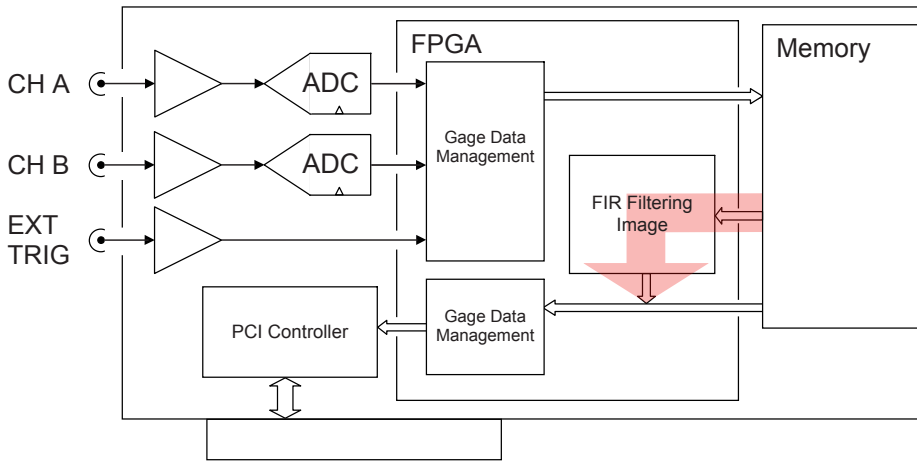 FPGA
Memory
CH A
ADC
Gage Data
Management
CH B
ADC
FIR Filtering
Image
EXT
TRIG
PCI Controller
Gage Data
Management